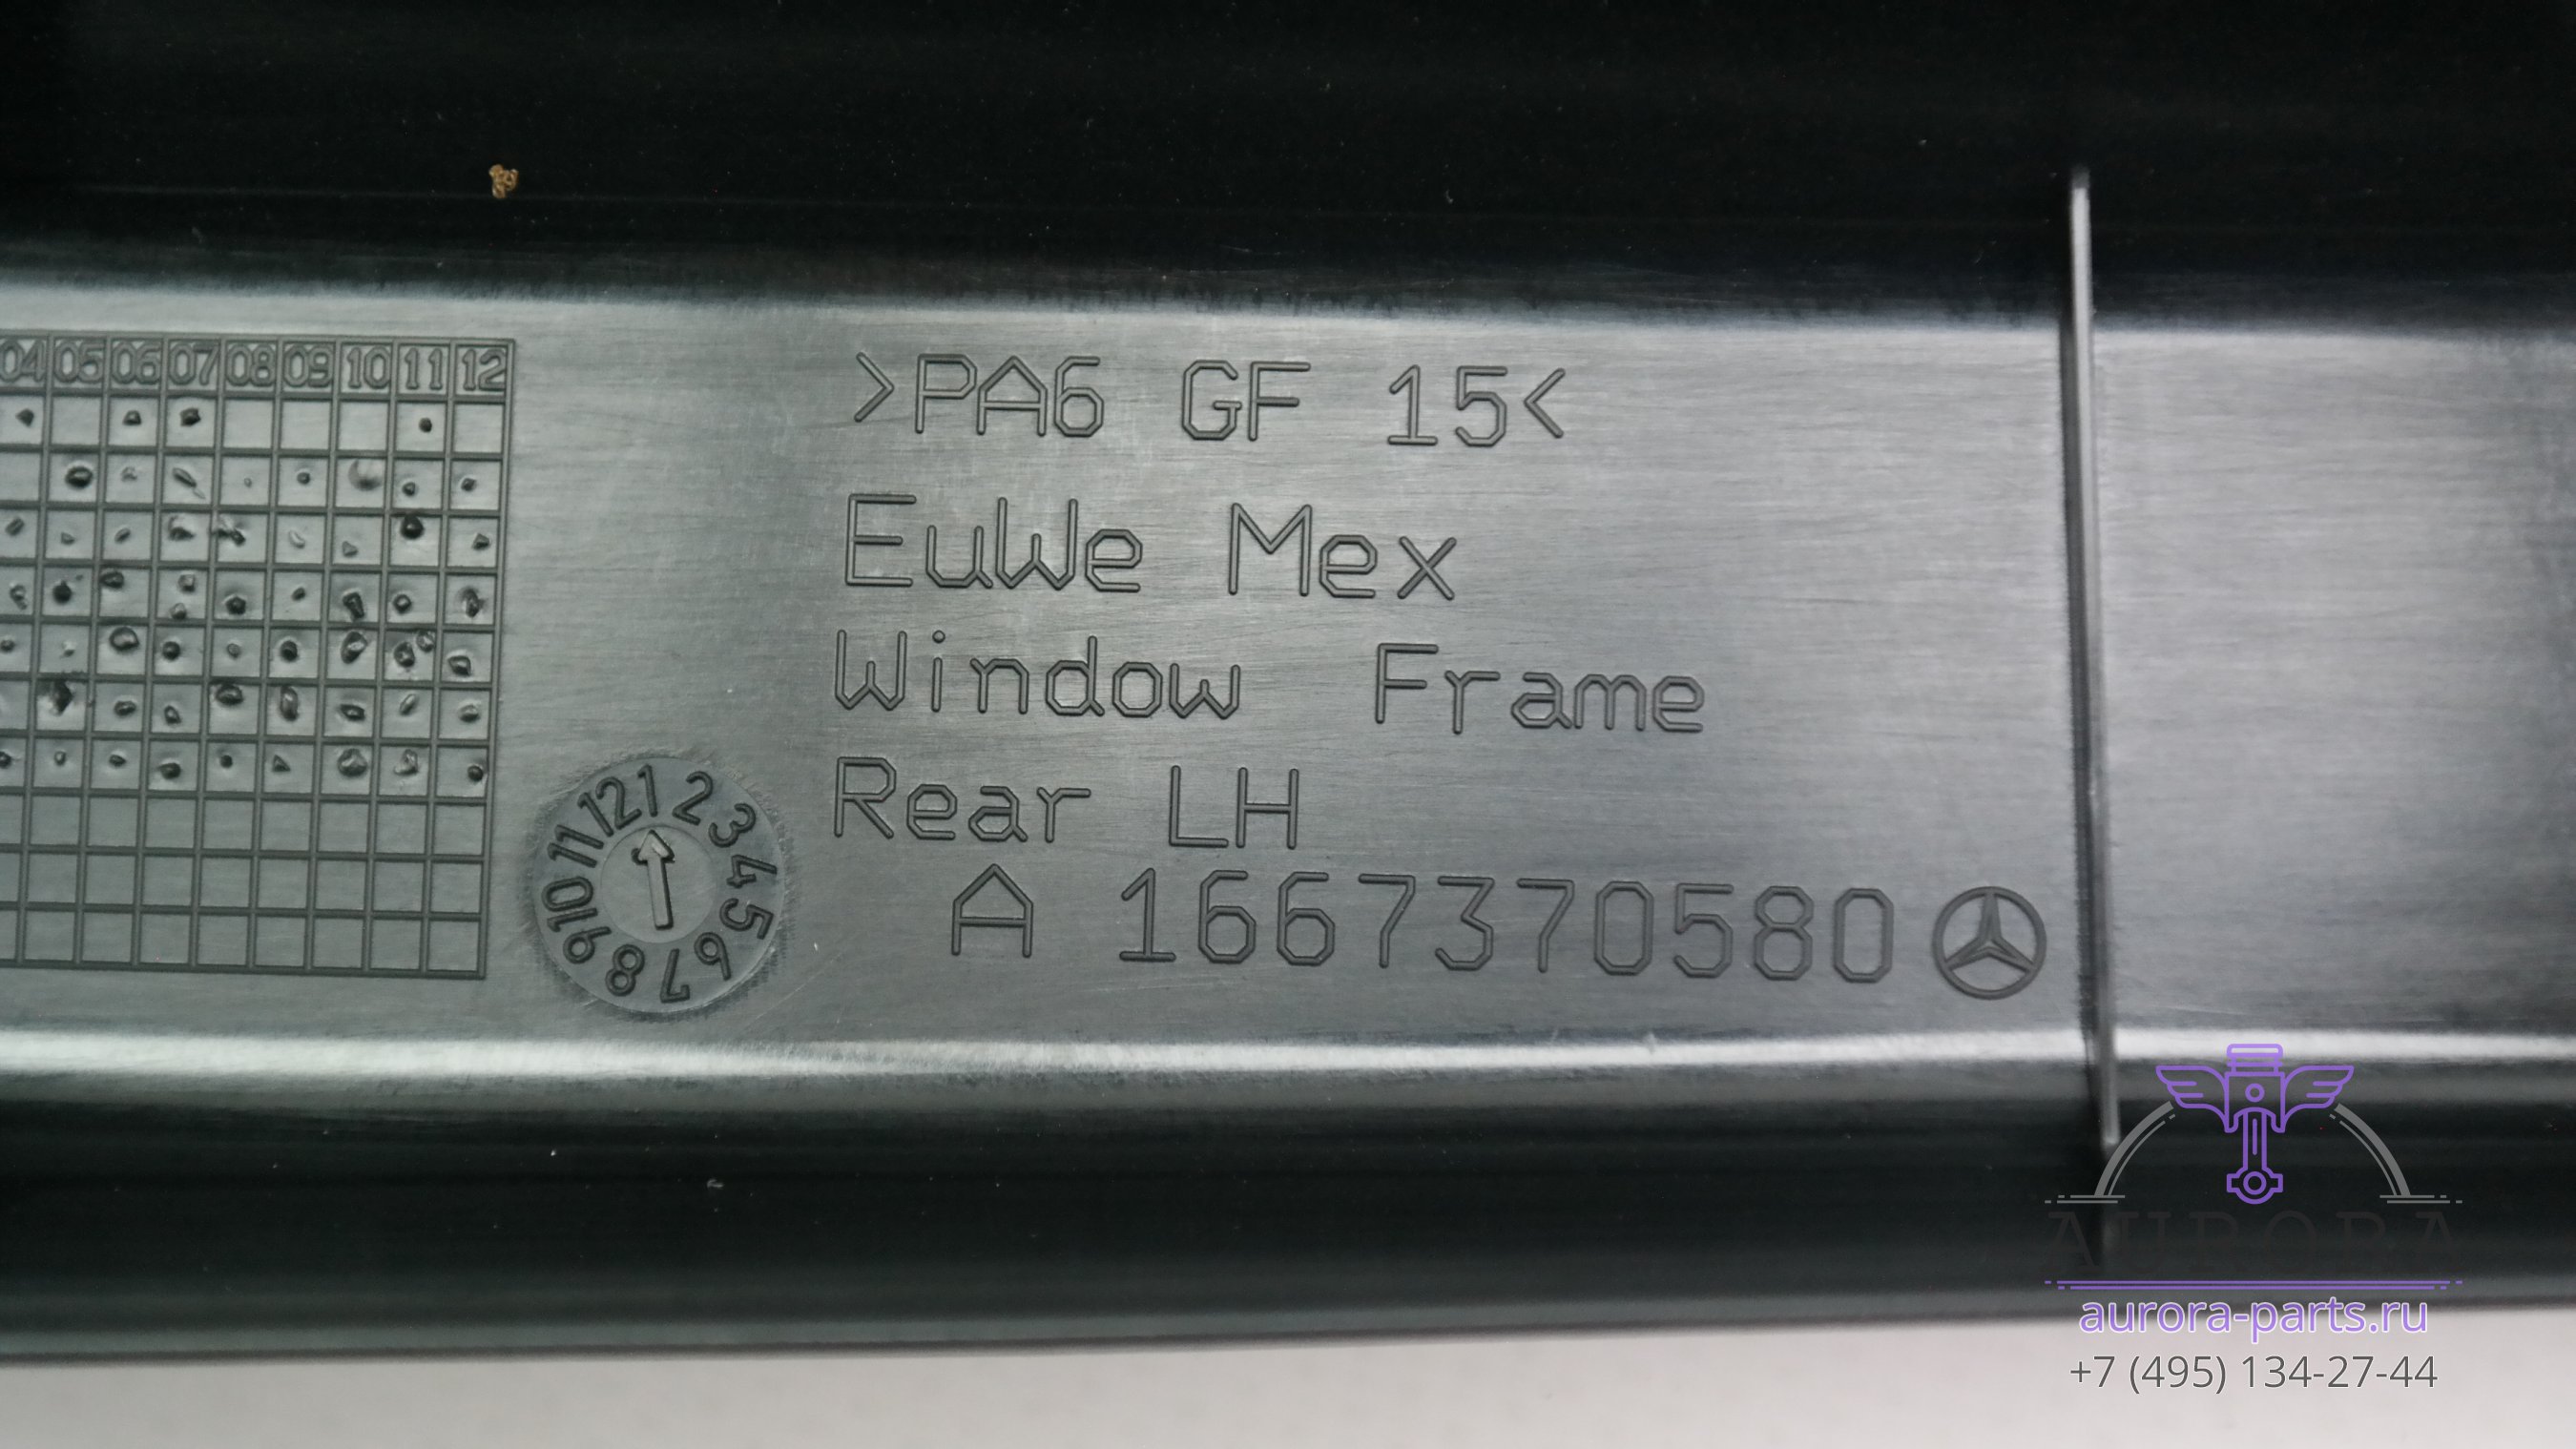 04 05 06 07 08 09 10 11 12
>PA6 GF 15<
EuWe Mex
Window Frame
Rear LH
A 1667370580
1 2 3 4 5 6 7 8 9 10 11 12
AURORA
aurora-parts.ru
+7 (495) 134-27-44